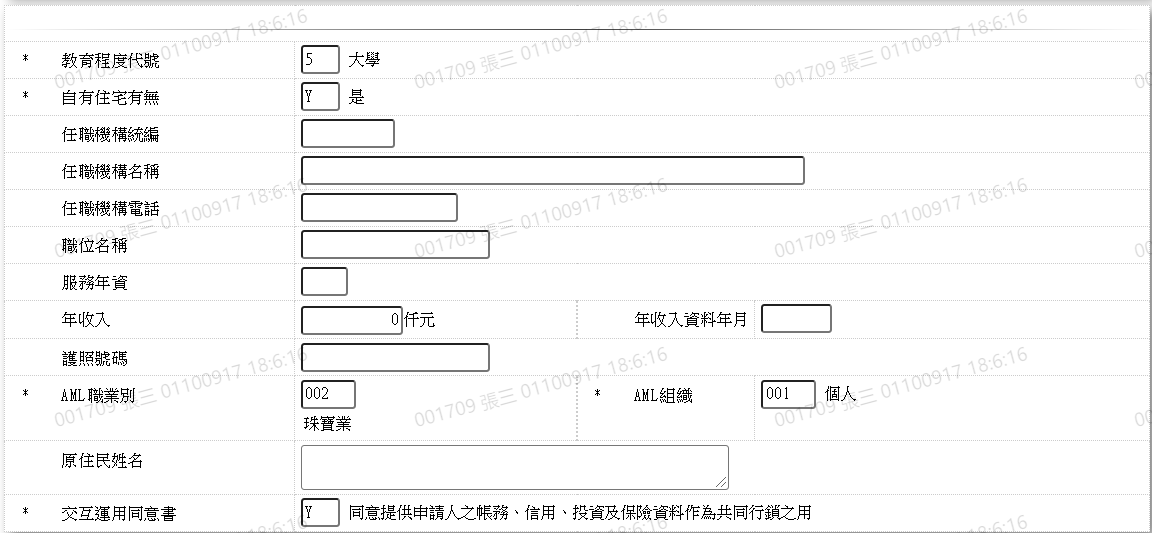 * 教育程度代號 5 大學
* 自有住宅有無 Y 是
任職機構統編
任職機構名稱
任職機構電話
職位名稱
服務年資
年收入 0 仟元 年收入資料年月
護照號碼
* AML職業別 002 * AML組織 001 個人
珠寶業
原住民姓名
* 交互運用同意書 Y 同意提供申請人之帳務、信用、投資及保險資料作為共同行鎖之用
001709 張三 01100917 18:6:16